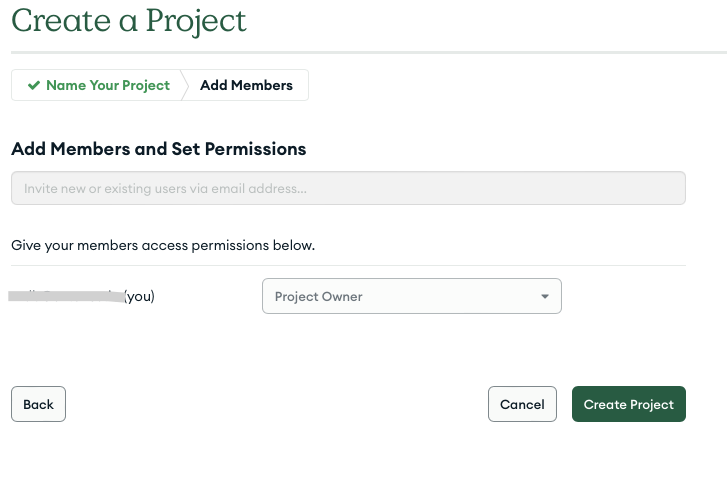 Create a Project
Name Your Project
Add Members
Add Members and Set Permissions
Invite new or existing users via email address...
Give your members access permissions below.
(you)
Project Owner
Back
Cancel
Create Project